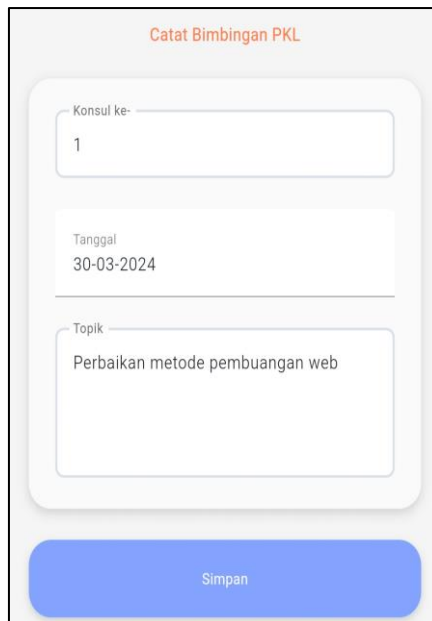 Catat Bimbingan PKL
Konsul ke-
1
Tanggal
30-03-2024
Topik
Perbaikan metode pembuangan web
Simpan